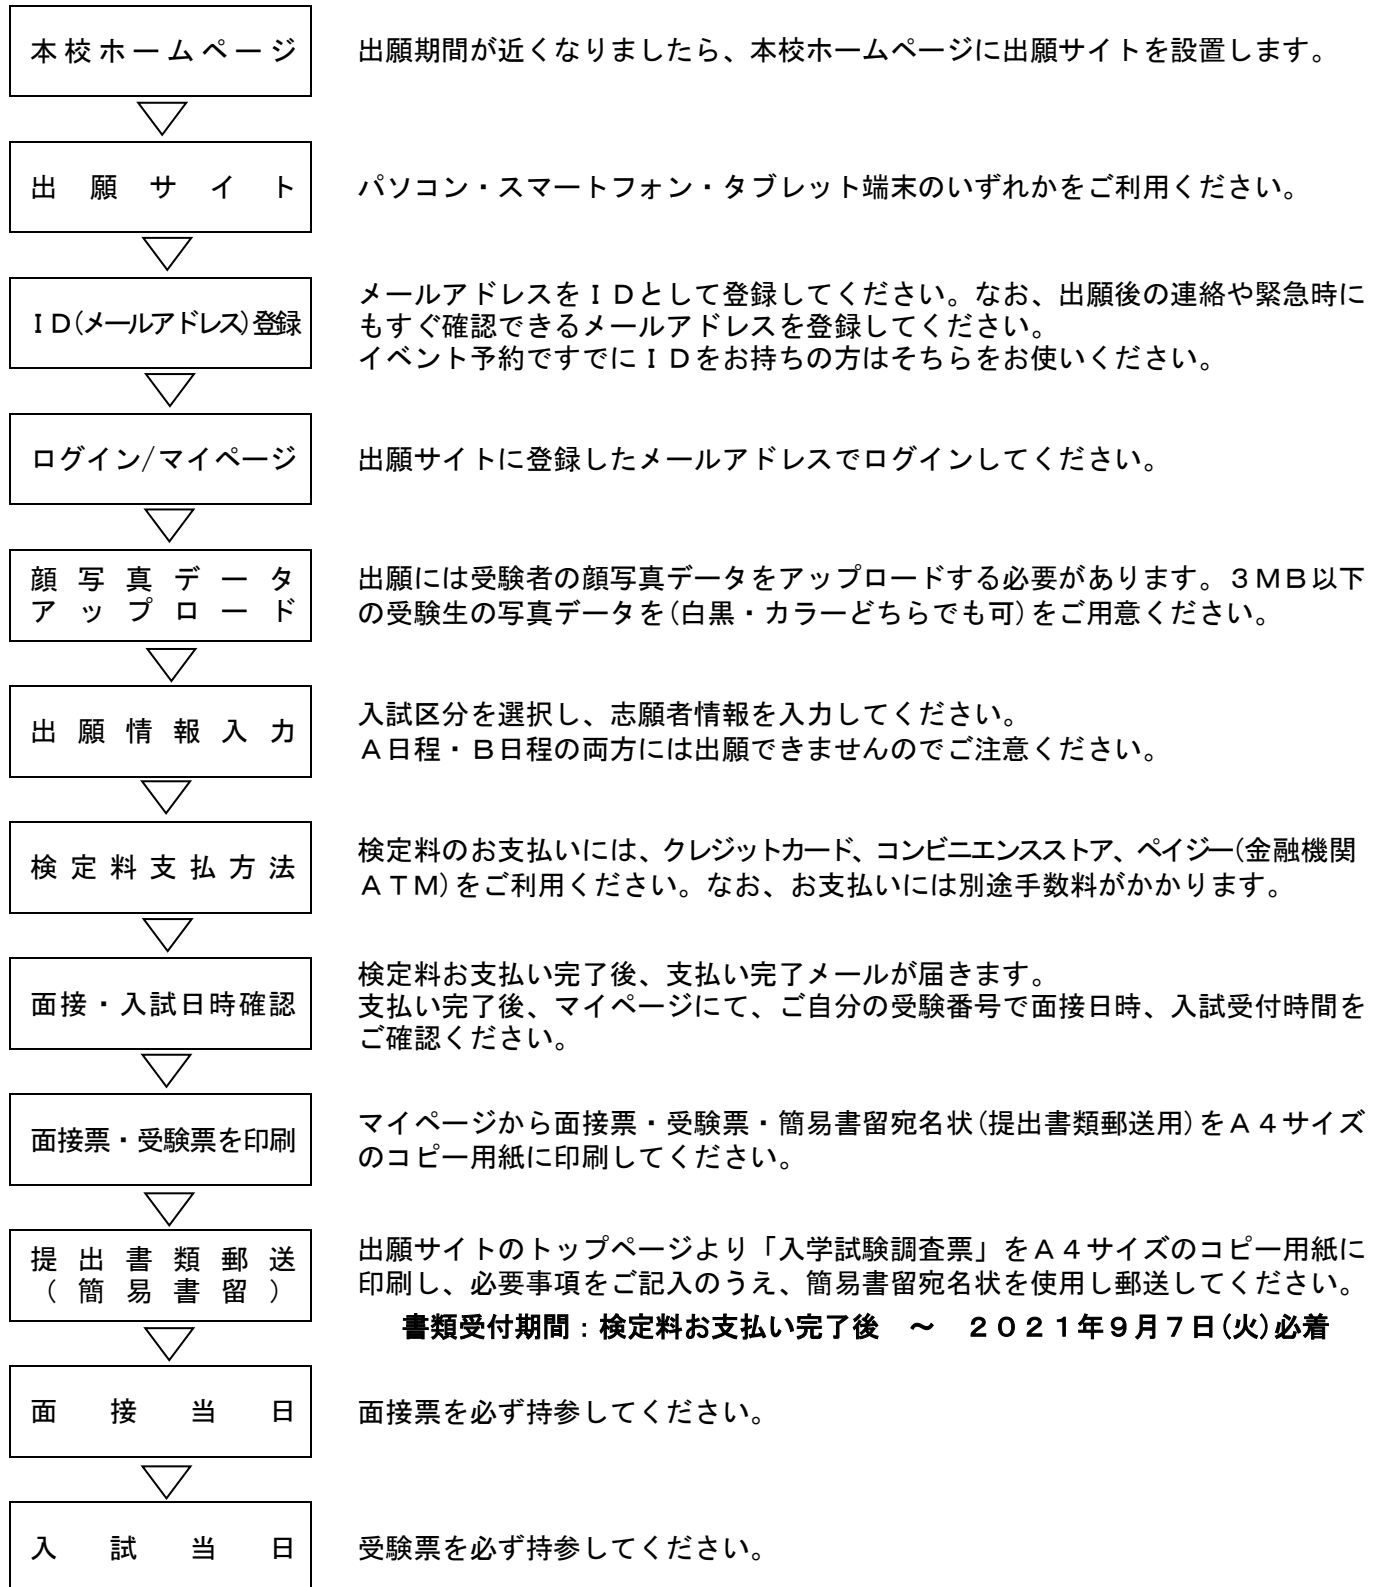 本校ホームページ
出願期間が近くなりましたら、本校ホームページに出願サイトを設置します。
出願サイト
パソコン・スマートフォン・タブレット端末のいずれかをご利用ください。
ＩＤ(メールアドレス)登録
メールアドレスをＩＤとして登録してください。なお、出願後の連絡や緊急時に
もすぐ確認できるメールアドレスを登録してください。
イベント予約ですでにＩＤをお持ちの方はそちらをお使いください。
ログイン/マイページ
出願サイトに登録したメールアドレスでログインしてください。
顔写真データ
アップロード
出願には受験者の顔写真データをアップロードする必要があります。３ＭＢ以下
の受験生の写真データを(白黒・カラーどちらでも可)をご用意ください。
出願情報入力
入試区分を選択し、志願者情報を入力してください。
Ａ日程・Ｂ日程の両方には出願できませんのでご注意ください。
検定料支払方法
検定料のお支払いには、クレジットカード、コンビニエンスストア、ペイジー(金融機関
ＡＴＭ)をご利用ください。なお、お支払いには別途手数料がかかります。
面接・入試日時確認
検定料お支払い完了後、支払い完了メールが届きます。
支払い完了後、マイページにて、ご自分の受験番号で面接日時、入試受付時間を
ご確認ください。
面接票・受験票を印刷
マイページから面接票・受験票・簡易書留宛名状(提出書類郵送用)をＡ４サイズ
のコピー用紙に印刷してください。
提出書類郵送
(簡易書留)
出願サイトのトップページより「入学試験調査票」をＡ４サイズのコピー用紙に
印刷し、必要事項をご記入のうえ、簡易書留宛名状を使用し郵送してください。
書類受付期間：検定料お支払い完了後　～　２０２１年９月７日(火)必着
面接当日
面接票を必ず持参してください。
入試当日
受験票を必ず持参してください。